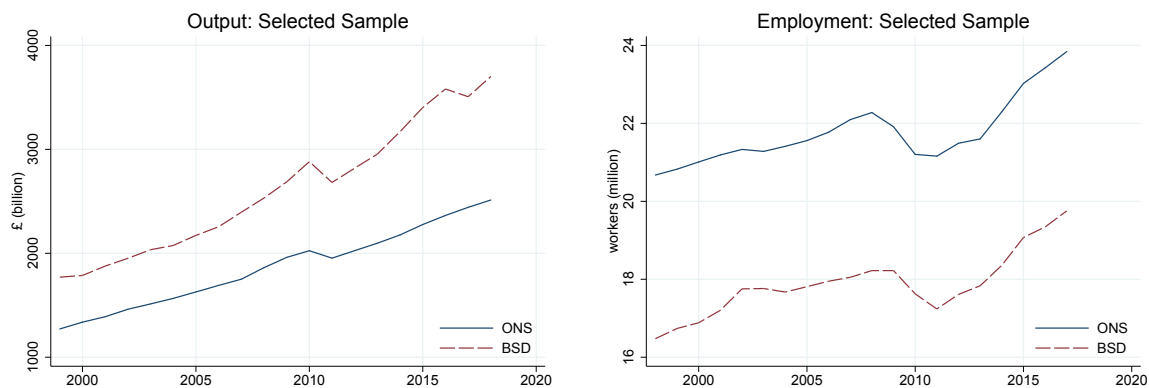 Output: Selected Sample
£ (billion)
4000
3000
2000
1000
2000
2005
2010
2015
2020
ONS
BSD
Employment: Selected Sample
workers (million)
24
22
20
18
16
2000
2005
2010
2015
2020
ONS
BSD